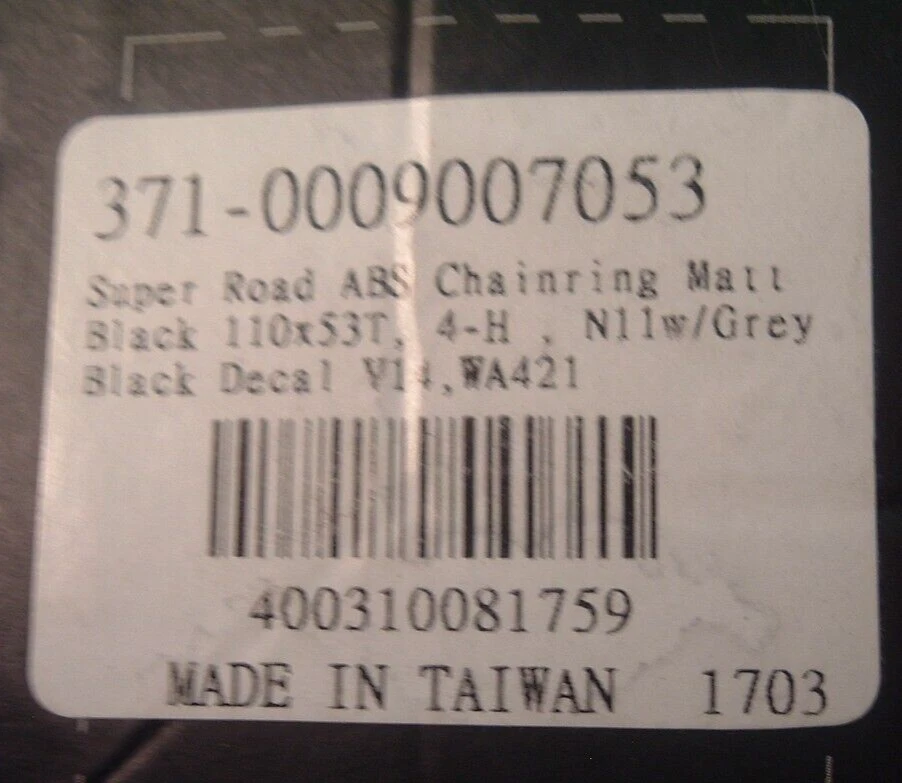 371-0009007053
Super Road ABS Chainring Matt
Black 110x53T, 4-H , N11w/Grey
Black Decal V14,WA421
400310081759
MADE IN TAIWAN 1703